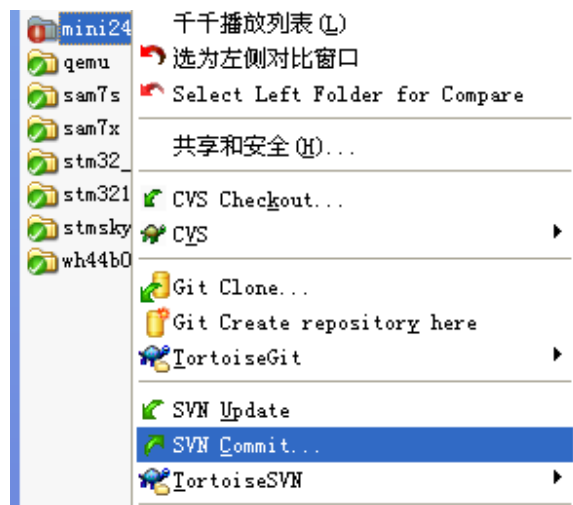 mini24
qemu
sam7s
sam7x
stm32_
stm321
stmsky
wh44b0
千千播放列表(L)
选为左侧对比窗口
Select Left Folder for Compare
共享和安全(H)...
CVS Checkout...
CVS
Git Clone...
Git Create repository here
TortoiseGit
SVN Update
SVN Commit...
TortoiseSVN